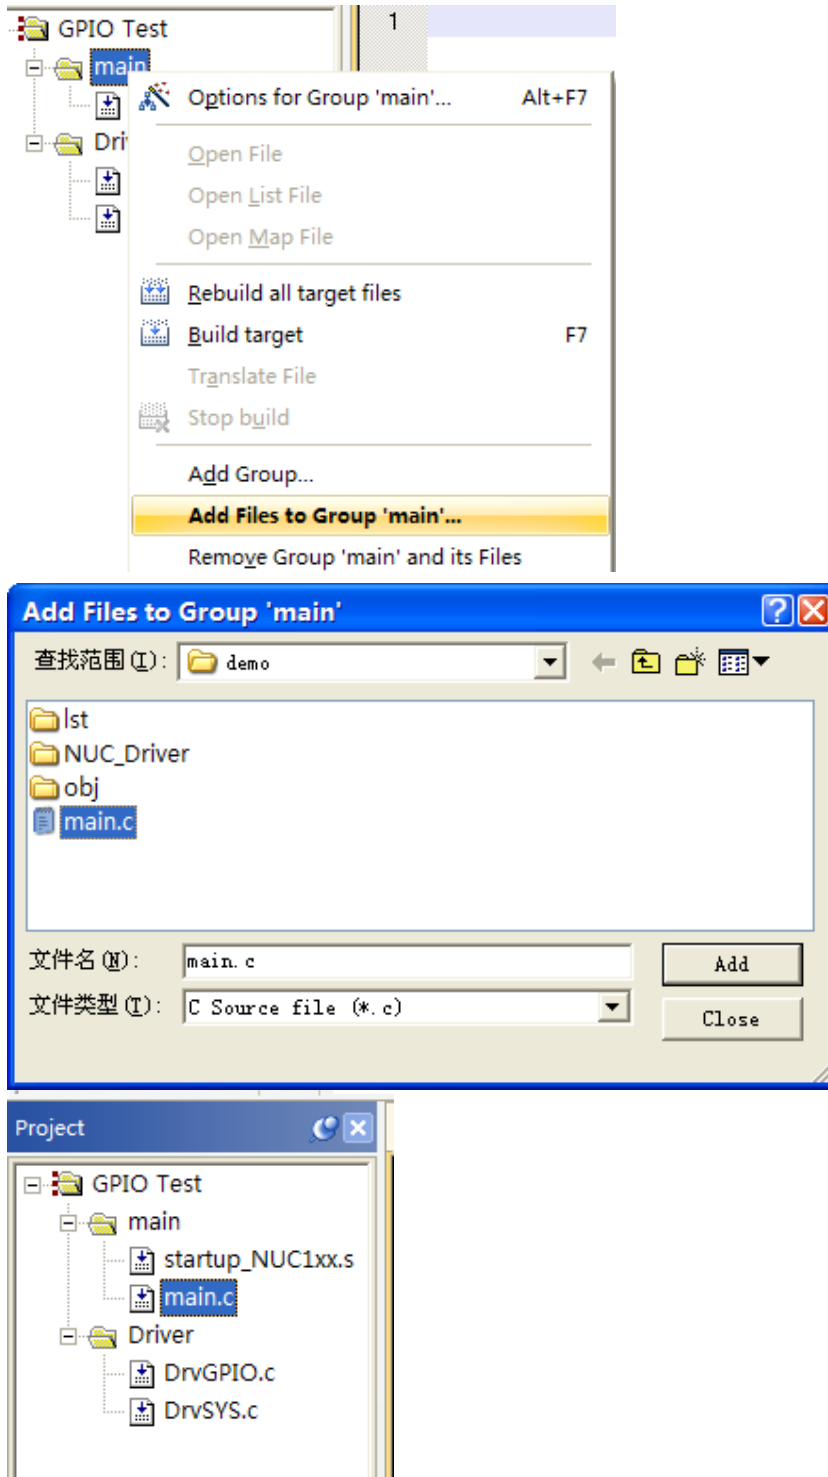 GPIO Test
1
main
Options for Group 'main'... Alt+F7
Dri
Open File
Open List File
Open Map File
Rebuild all target files
Build target F7
Translate File
Stop build
Add Group...
Add Files to Group 'main'...
Remove Group 'main' and its Files
Add Files to Group 'main'
查找范围(I): demo
lst
NUC_Driver
obj
main.c
文件名(N): main.c Add
文件类型(T): C Source file (*.c) Close
Project
GPIO Test
main
startup_NUC1xx.s
main.c
Driver
DrvGPIO.c
DrvSYS.c